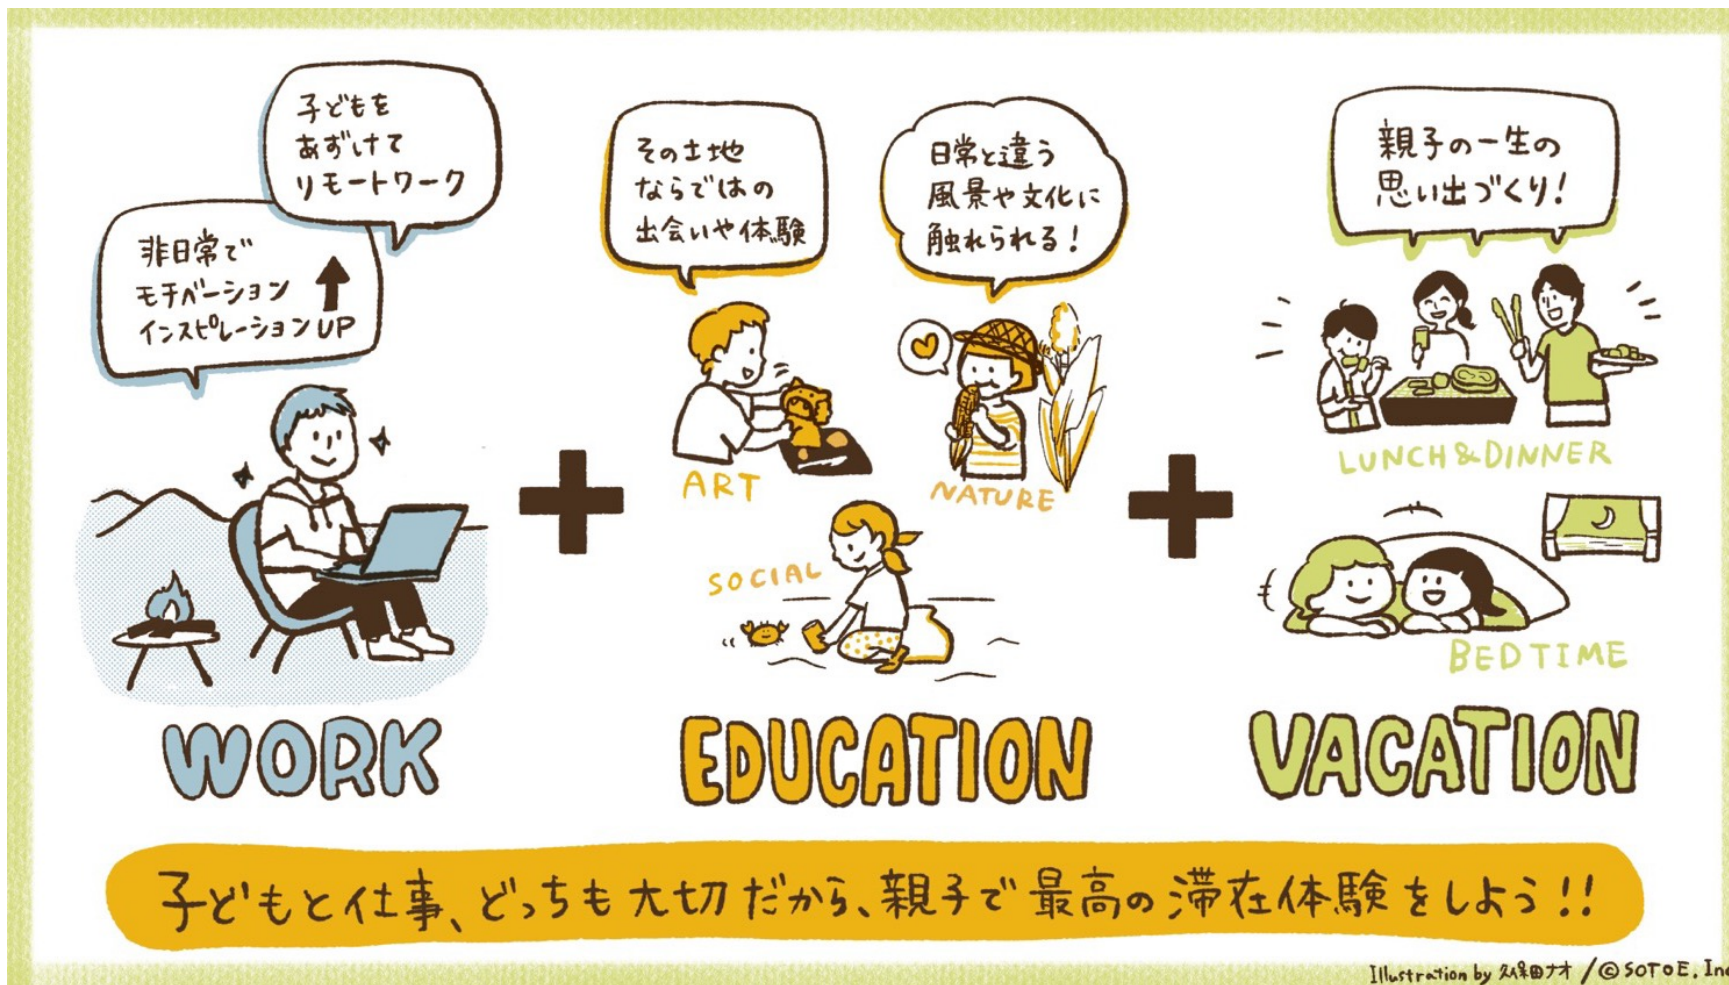 子どもを
あずけて
リモートワーク
非日常で
モチベーション
インスピレーション UP
WORK
その土地
ならではの
出会いや体験
日常と違う
風景や文化に
触れられる!
ART
NATURE
SOCIAL
EDUCATION
親子の一生の
思い出づくり!
LUNCH & DINNER
BEDTIME
VACATION
子どもと仕事、どっちも大切だから、親子で最高の滞在体験をしよう!!
Illustration by 久保田ナオ / © SOTOE. Inc